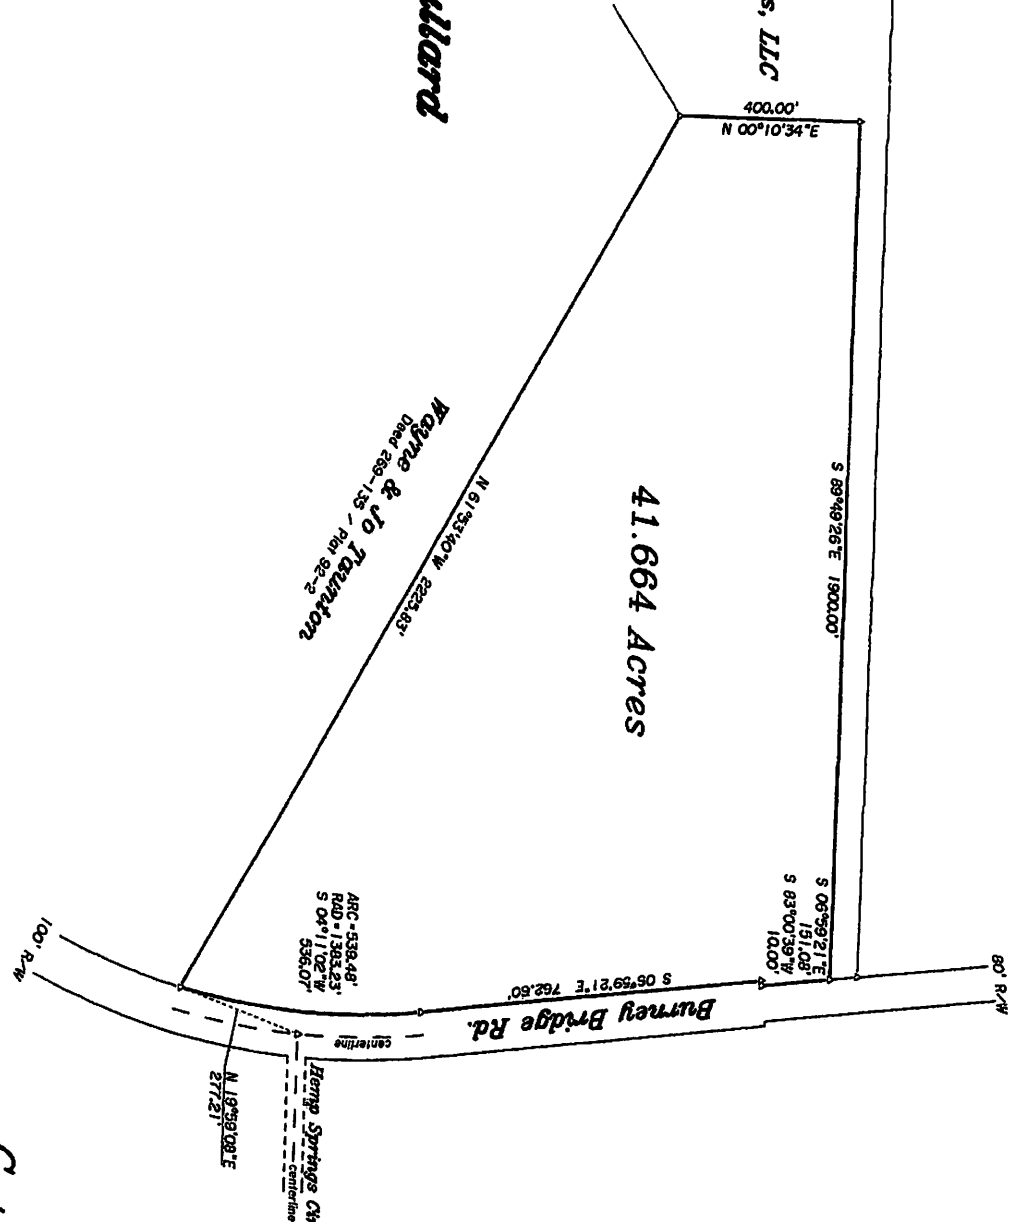 s, LLC
ullard
400.00'
N 00°10'34"E
S 89°49'26"E 1900.00'
41.664 Acres
N 61°53'40"W 2225.83'
Wayne & Jo Taunton
Deed 269-135 / Plat 92-2
S 06°59'21"E
151.08'
S 83°00'39"W
10.00'
80' R/W
S 06°59'21"E 762.60'
Burney Bridge Rd.
ARC=539.48'
RAD=1383.23'
S 04°11'02"W
536.07'
100' R/W
centerline
Hemp Springs
centerline
N 19°59'08"E
277.21'